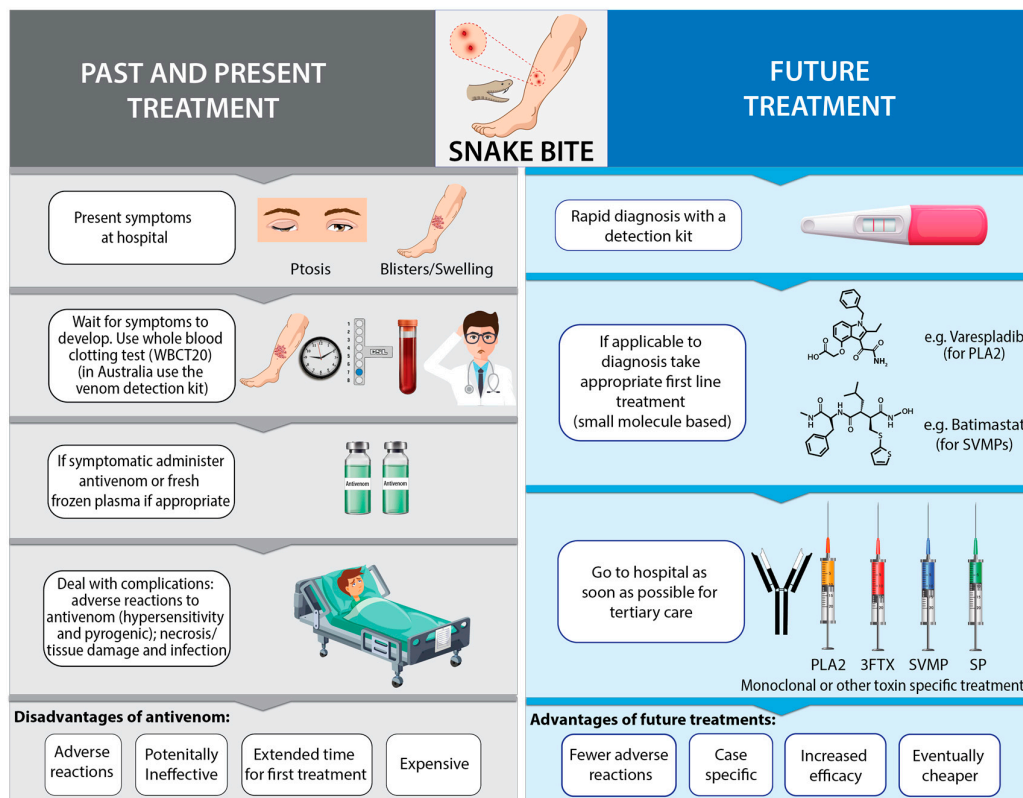 PAST AND PRESENT
TREATMENT
SNAKE BITE
FUTURE
TREATMENT
Present symptoms
at hospital
Ptosis
Blisters/Swelling
Wait for symptoms to
develop. Use whole blood
clotting test (WBCT20)
(in Australia use the
venom detection kit)
If symptomatic administer
antivenom or fresh
frozen plasma if appropriate
Antivenom
Antivenom
Deal with complications:
adverse reactions to
antivenom (hypersensitivity
and pyrogenic); necrosis/
tissue damage and infection
Disadvantages of antivenom:
Adverse
reactions
Potenitally
Ineffective
Extended time
for first treatment
Expensive
Rapid diagnosis with a
detection kit
If applicable to
diagnosis take
appropriate first line
treatment
(small molecule based)
e.g. Varespladib
(for PLA2)
e.g. Batimastat
(for SVMPs)
Go to hospital as
soon as possible for
tertiary care
PLA2 3FTX SVMP SP
Monoclonal or other toxin specific treatment
Advantages of future treatments:
Fewer adverse
reactions
Case
specific
Increased
efficacy
Eventually
cheaper